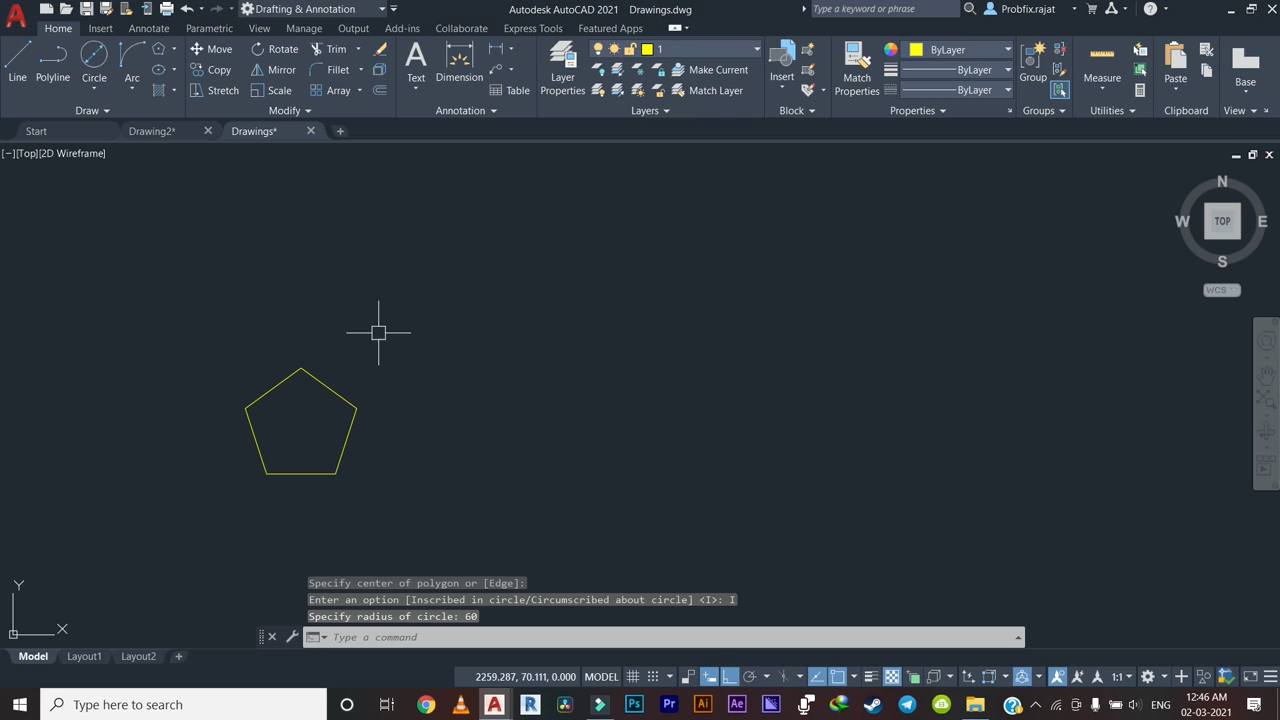 Drafting & Annotation
Autodesk AutoCAD 2021 Drawings.dwg
Type a keyword or phrase
Probfix.rajat
Home Insert Annotate Parametric View Manage Output Add-ins Collaborate Express Tools Featured Apps
Line Polyline Circle Arc
Move Rotate Trim
Copy Mirror Fillet
Stretch Scale Array
Text Dimension
Table
Layer Properties
1
Make Current
Match Layer
Insert
Match Properties
ByLayer
ByLayer
ByLayer
Group
Measure
Paste
Base
Draw Modify Annotation Layers Block Properties Groups Utilities Clipboard View
Start Drawing2* Drawings*
[−][Top][2D Wireframe]
N
W TOP E
S
WCS
Y
X
Specify center of polygon or [Edge]:
Enter an option [Inscribed in circle/Circumscribed about circle] <I>: I
Specify radius of circle: 60
Type a command
Model Layout1 Layout2
2259.287, 70.111, 0.000 MODEL 1:1
Type here to search
ENG
12:46 AM
02-03-2021